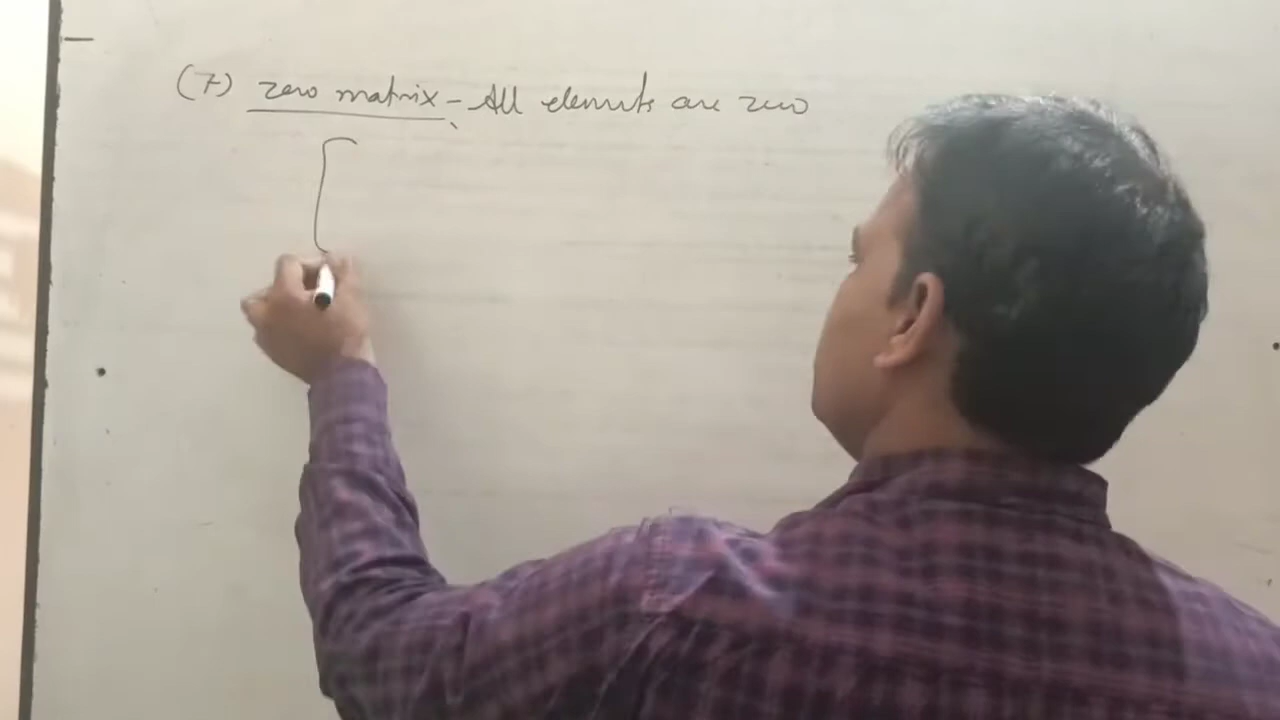 (7) zero matrix - All elements are zero
[